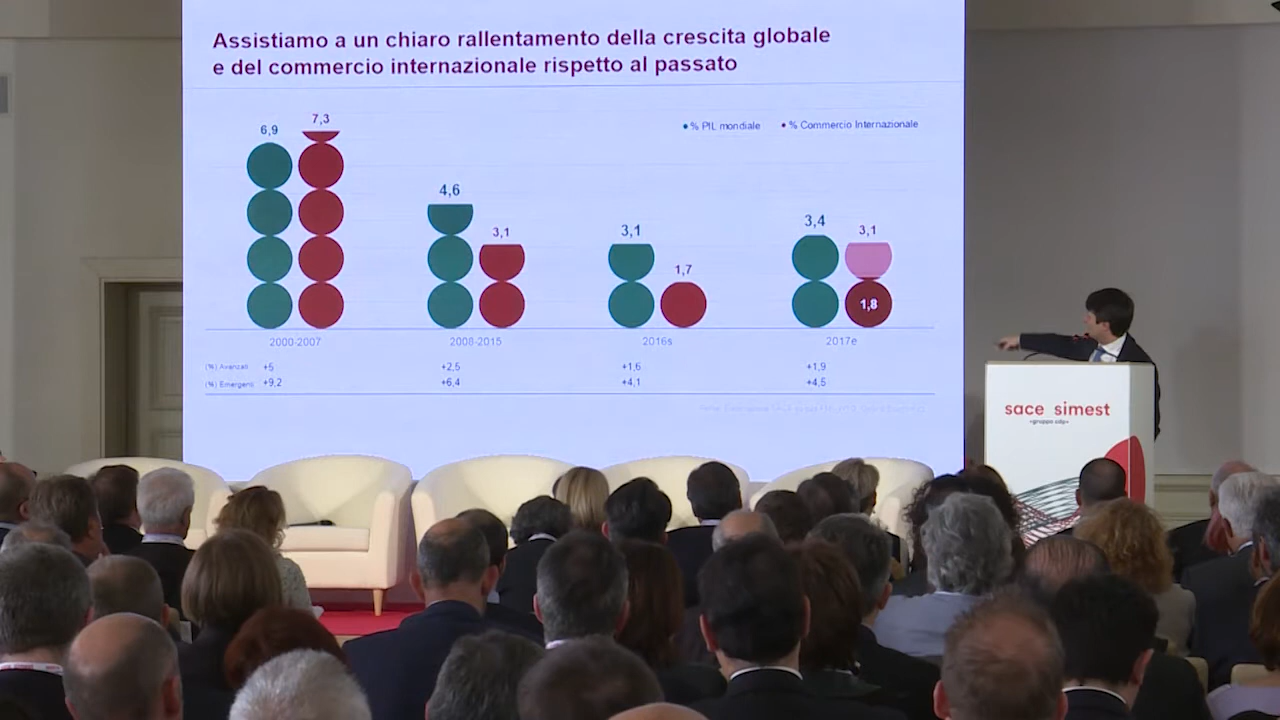 Assistiamo a un chiaro rallentamento della crescita globale
e del commercio internazionale rispetto al passato
% PIL mondiale % Commercio Internazionale
6,9 7,3
4,6 3,1
3,1 1,7
3,4 3,1
1,8
2000-2007 2008-2015 2016s 2017e
(%) Avanzati +5 +2,5 +1,6 +1,9
(%) Emergenti +9,2 +6,4 +4,1 +4,5
sace simest
gruppo cdp